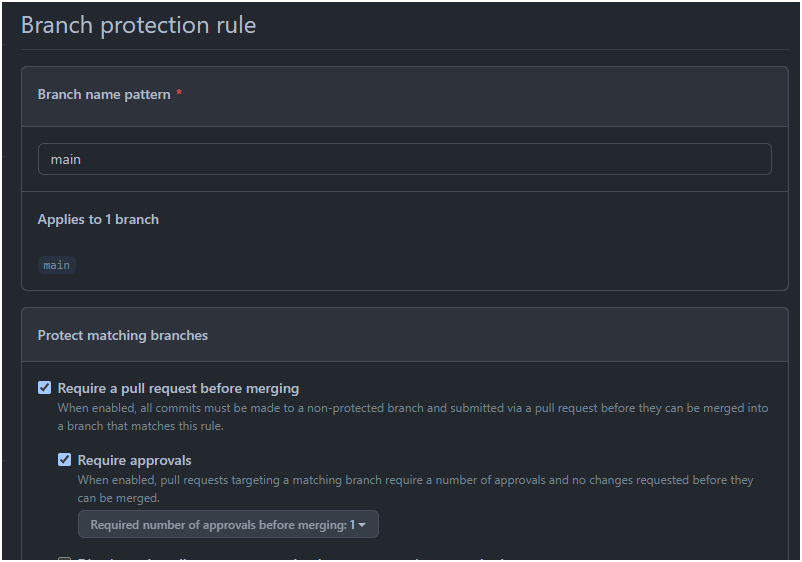 Branch protection rule
Branch name pattern *
main
Applies to 1 branch
main
Protect matching branches
Require a pull request before merging
When enabled, all commits must be made to a non-protected branch and submitted via a pull request before they can be merged into
a branch that matches this rule.
Require approvals
When enabled, pull requests targeting a matching branch require a number of approvals and no changes requested before they
can be merged.
Required number of approvals before merging: 1